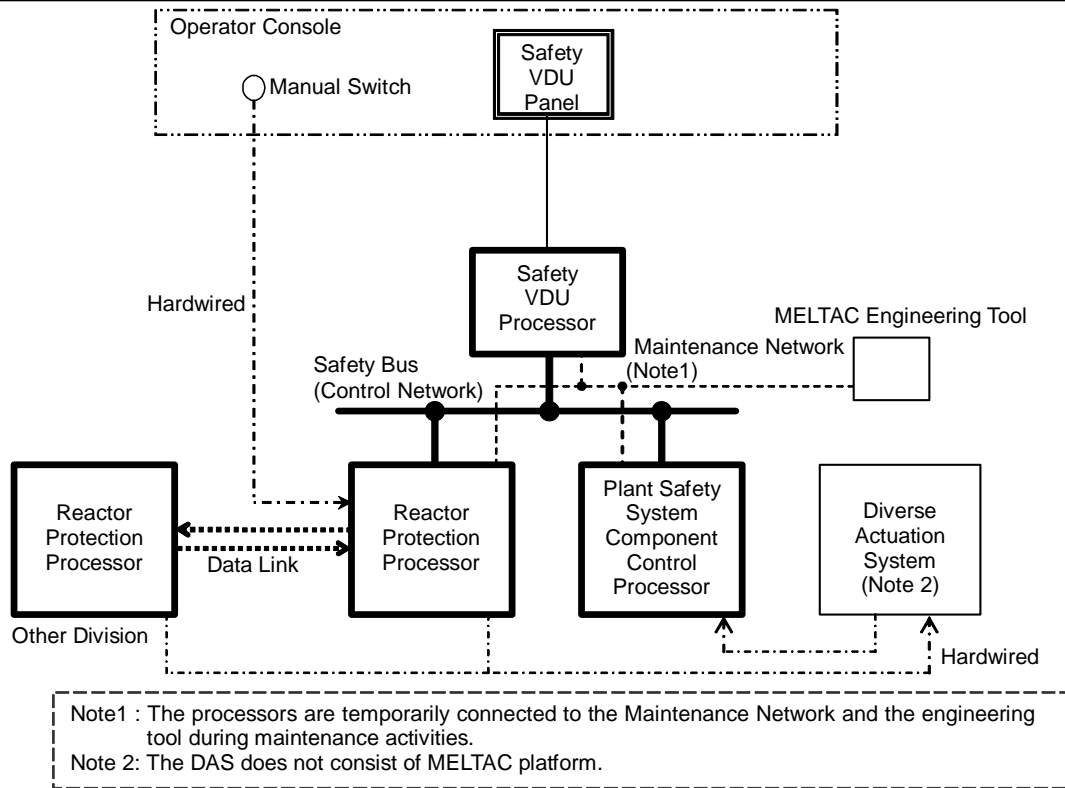 Operator Console
Safety
VDU
Panel
Manual Switch
Hardwired
Safety
VDU
Processor
MELTAC Engineering Tool
Maintenance Network
(Note1)
Safety Bus
(Control Network)
Reactor
Protection
Processor
Data Link
Reactor
Protection
Processor
Plant Safety
System
Component
Control
Processor
Diverse
Actuation
System
(Note 2)
Other Division
Hardwired
Note1 : The processors are temporarily connected to the Maintenance Network and the engineering
tool during maintenance activities.
Note 2: The DAS does not consist of MELTAC platform.